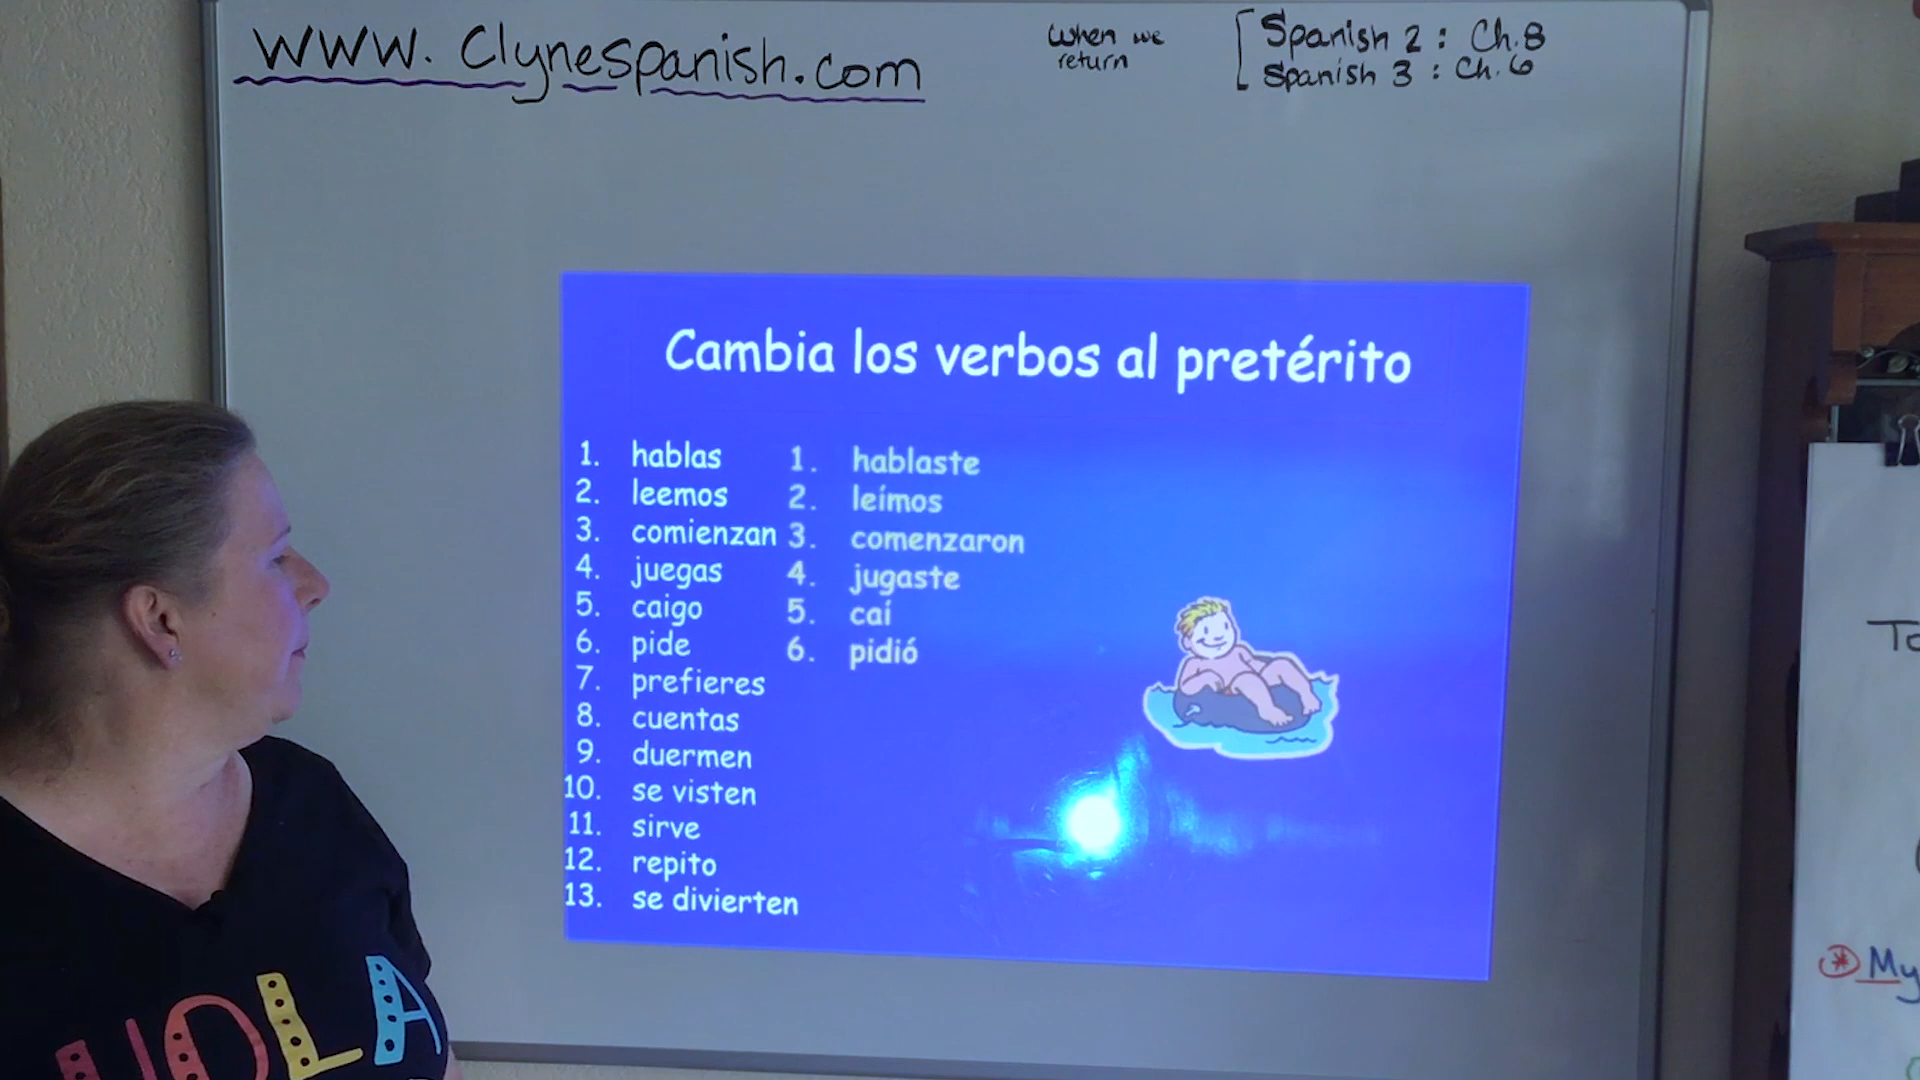 www.Clynespanish.com
When we
return
Spanish 2 : Ch.8
Spanish 3 : Ch.6
Cambia los verbos al pretérito
1. hablas 1. hablaste
2. leemos 2. leímos
3. comienzan 3. comenzaron
4. juegas 4. jugaste
5. caigo 5. caí
6. pide 6. pidió
7. prefieres
8. cuentas
9. duermen
10. se visten
11. sirve
12. repito
13. se divierten
HOLA
My